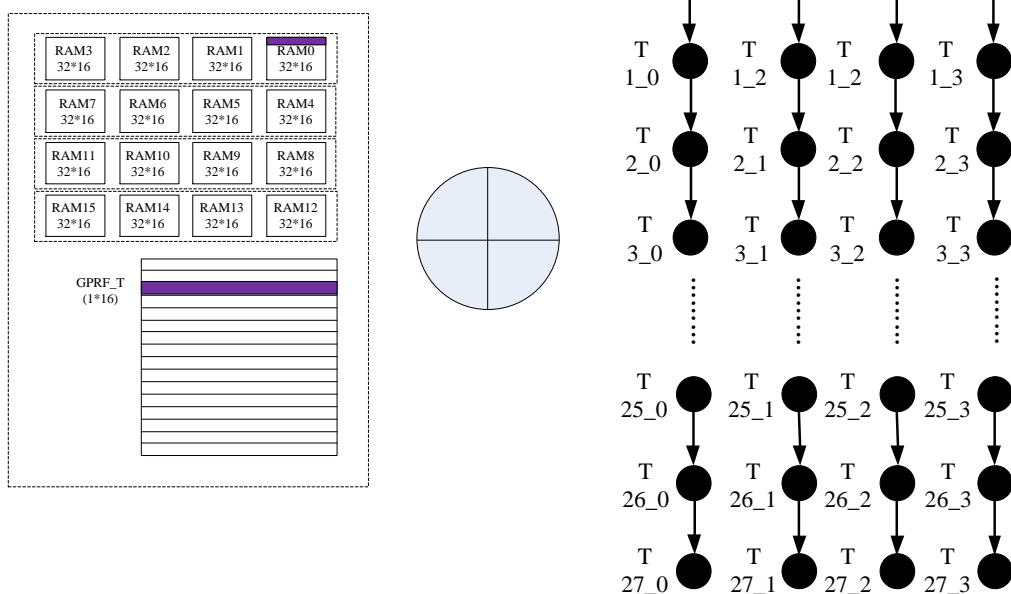 RAM3
32*16
RAM2
32*16
RAM1
32*16
RAM0
32*16
RAM7
32*16
RAM6
32*16
RAM5
32*16
RAM4
32*16
RAM11
32*16
RAM10
32*16
RAM9
32*16
RAM8
32*16
RAM15
32*16
RAM14
32*16
RAM13
32*16
RAM12
32*16
GPRF_T
(1*16)
T
1_0
T
1_2
T
1_2
T
1_3
T
2_0
T
2_1
T
2_2
T
2_3
T
3_0
T
3_1
T
3_2
T
3_3
T
25_0
T
25_1
T
25_2
T
25_3
T
26_0
T
26_1
T
26_2
T
26_3
T
27_0
T
27_1
T
27_2
T
27_3